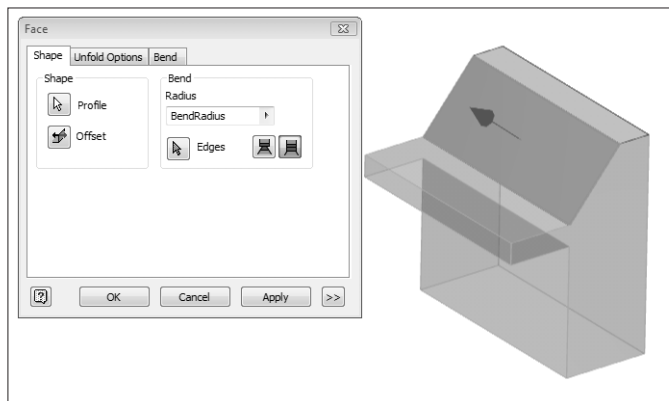 Face
Shape Unfold Options Bend
Shape
Profile
Offset
Bend
Radius
BendRadius
Edges
OK Cancel Apply >>